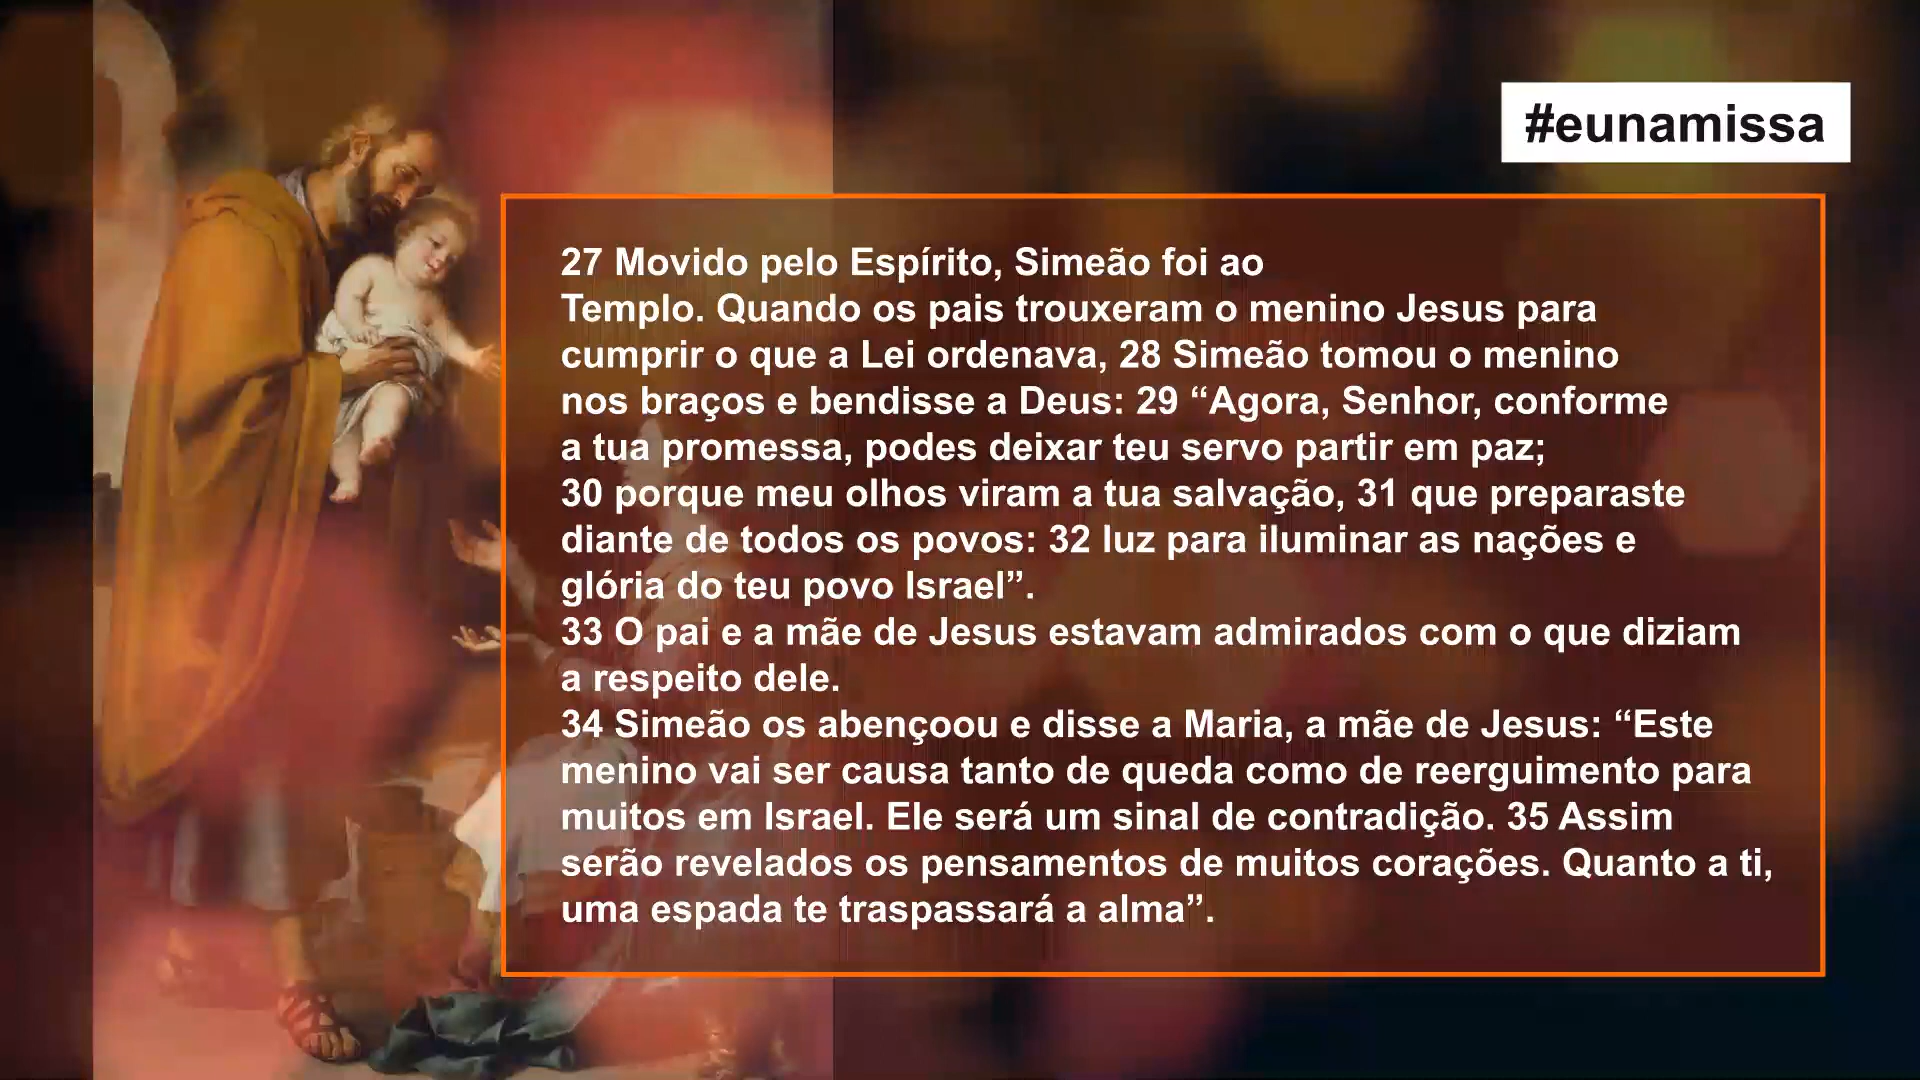 #eunamissa
27 Movido pelo Espírito, Simeão foi ao
Templo. Quando os pais trouxeram o menino Jesus para
cumprir o que a Lei ordenava, 28 Simeão tomou o menino
nos braços e bendisse a Deus: 29 “Agora, Senhor, conforme
a tua promessa, podes deixar teu servo partir em paz;
30 porque meu olhos viram a tua salvação, 31 que preparaste
diante de todos os povos: 32 luz para iluminar as nações e
glória do teu povo Israel”.
33 O pai e a mãe de Jesus estavam admirados com o que diziam
a respeito dele.
34 Simeão os abençoou e disse a Maria, a mãe de Jesus: “Este
menino vai ser causa tanto de queda como de reerguimento para
muitos em Israel. Ele será um sinal de contradição. 35 Assim
serão revelados os pensamentos de muitos corações. Quanto a ti,
uma espada te traspassará a alma”.